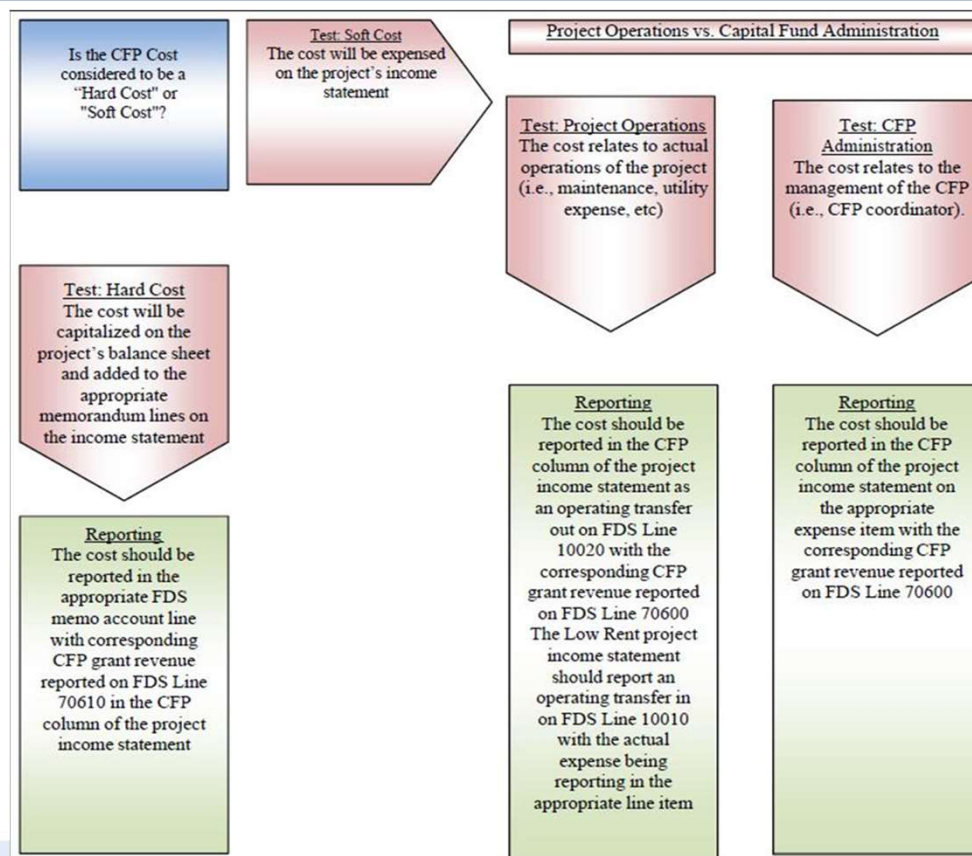 Is the CFP Cost
considered to be a
“Hard Cost" or
"Soft Cost”?
Test: Soft Cost
The cost will be expensed
on the project’s income
statement
Project Operations vs. Capital Fund Administration
Test: Project Operations
The cost relates to actual
operations of the project
(i.e., maintenance, utility
expense, etc)
Test: CFP
Administration
The cost relates to the
management of the CFP
(i.e., CFP coordinator).
Test: Hard Cost
The cost will be
capitalized on the
project’s balance sheet
and added to the
appropriate
memorandum lines on
the income statement
Reporting
The cost should be
reported in the
appropriate FDS
memo account line
with corresponding
CFP grant revenue
reported on FDS Line
70610 in the CFP
column of the project
income statement
Reporting
The cost should be
reported in the CFP
column of the project
income statement as
an operating transfer
out on FDS Line
10020 with the
corresponding CFP
grant revenue reported
on FDS Line 70600
The Low Rent project
income statement
should report an
operating transfer in
on FDS Line 10010
with the actual
expense being
reporting in the
appropriate line item
Reporting
The cost should be
reported in the CFP
column of the project
income statement on
the appropriate
expense item with the
corresponding CFP
grant revenue reported
on FDS Line 70600